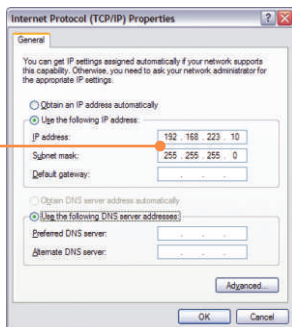 Internet Protocol (TCP/IP) Properties
General
You can get IP settings assigned automatically if your network supports
this capability. Otherwise, you need to ask your network administrator for
the appropriate IP settings.
Obtain an IP address automatically
Use the following IP address:
IP address: 192 . 168 . 223 . 10
Subnet mask: 255 . 255 . 255 . 0
Default gateway: . . .
Obtain DNS server address automatically
Use the following DNS server addresses:
Preferred DNS server: . . .
Alternate DNS server: . . .
Advanced...
OK Cancel